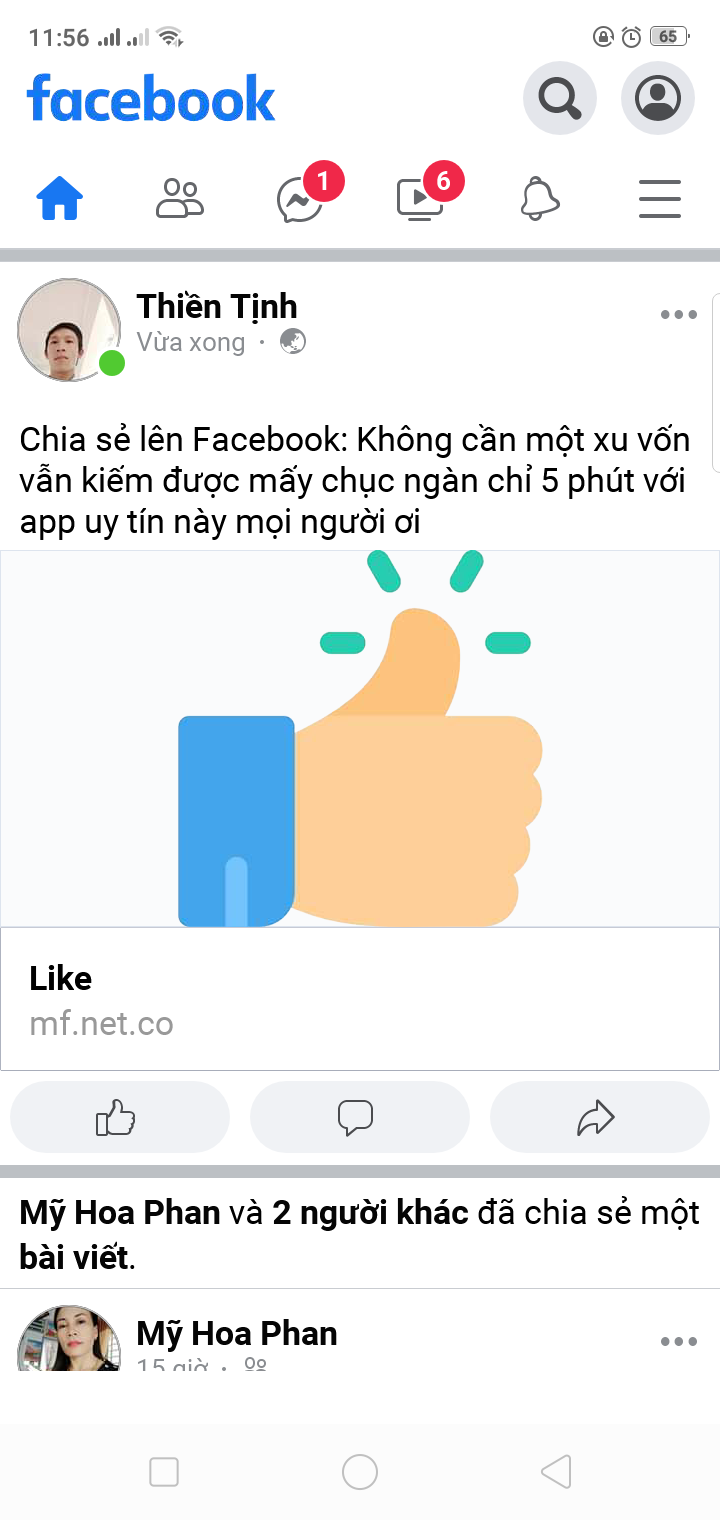 11:56
65
facebook
1
6
Thiền Tịnh
Vừa xong ·
Chia sẻ lên Facebook: Không cần một xu vốn
vẫn kiếm được mấy chục ngàn chỉ 5 phút với
app uy tín này mọi người ơi
Like
mf.net.co
Mỹ Hoa Phan và 2 người khác đã chia sẻ một
bài viết.
Mỹ Hoa Phan
15 giờ ·